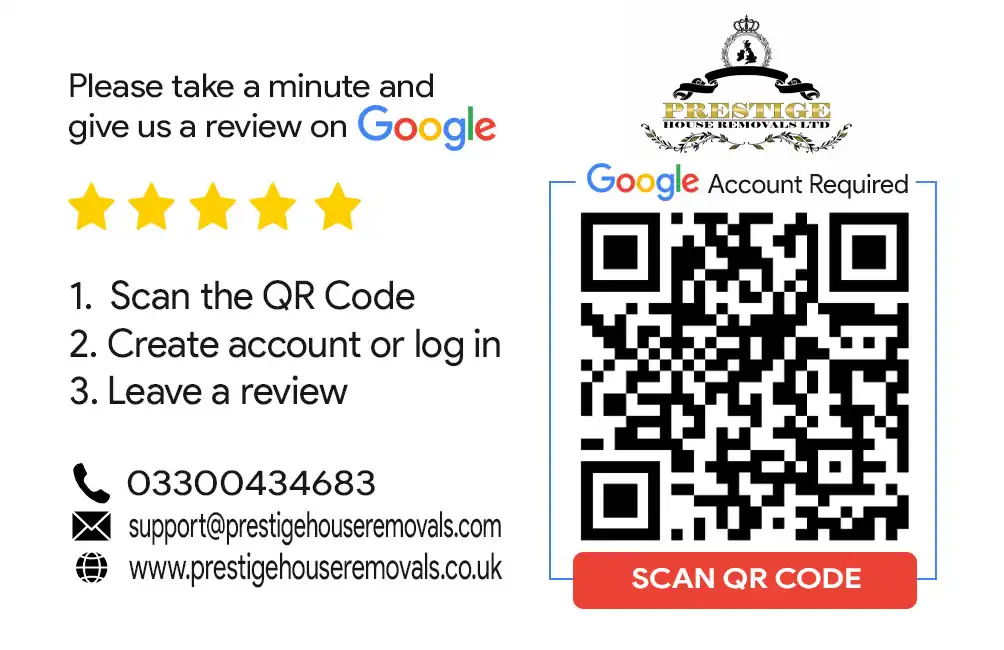 Please take a minute and
give us a review on Google
1. Scan the QR Code
2. Create account or log in
3. Leave a review
03300434683
support@prestigehouseremovals.com
www.prestigehouseremovals.co.uk
PRESTIGE
HOUSE REMOVALS LTD
Google Account Required
SCAN QR CODE